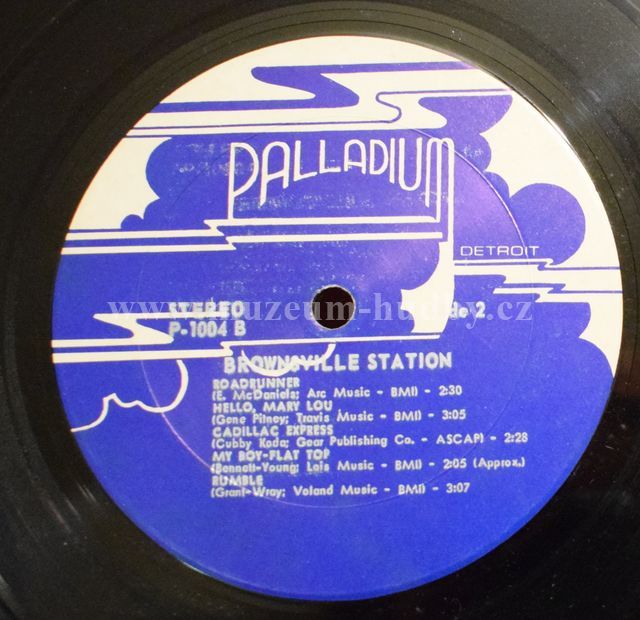 PALLADIUM
DETROIT
STEREO
P-1004 B
www.muzeum-hudby.cz
2
BROWNSVILLE STATION
ROADRUNNER
(E. McDaniels; Arc Music - BMI) - 2:30
HELLO, MARY LOU
(Gene Pitney; Travis Music - BMI) - 3:05
CADILLAC EXPRESS
(Cubby Koda; Gear Publishing Co. - ASCAP) - 2:28
MY BOY-FLAT TOP
(Bennett-Young; Lois Music - BMI) - 2:05 (Approx.)
RUMBLE
(Grant-Wray; Voland Music - BMI) - 3:07